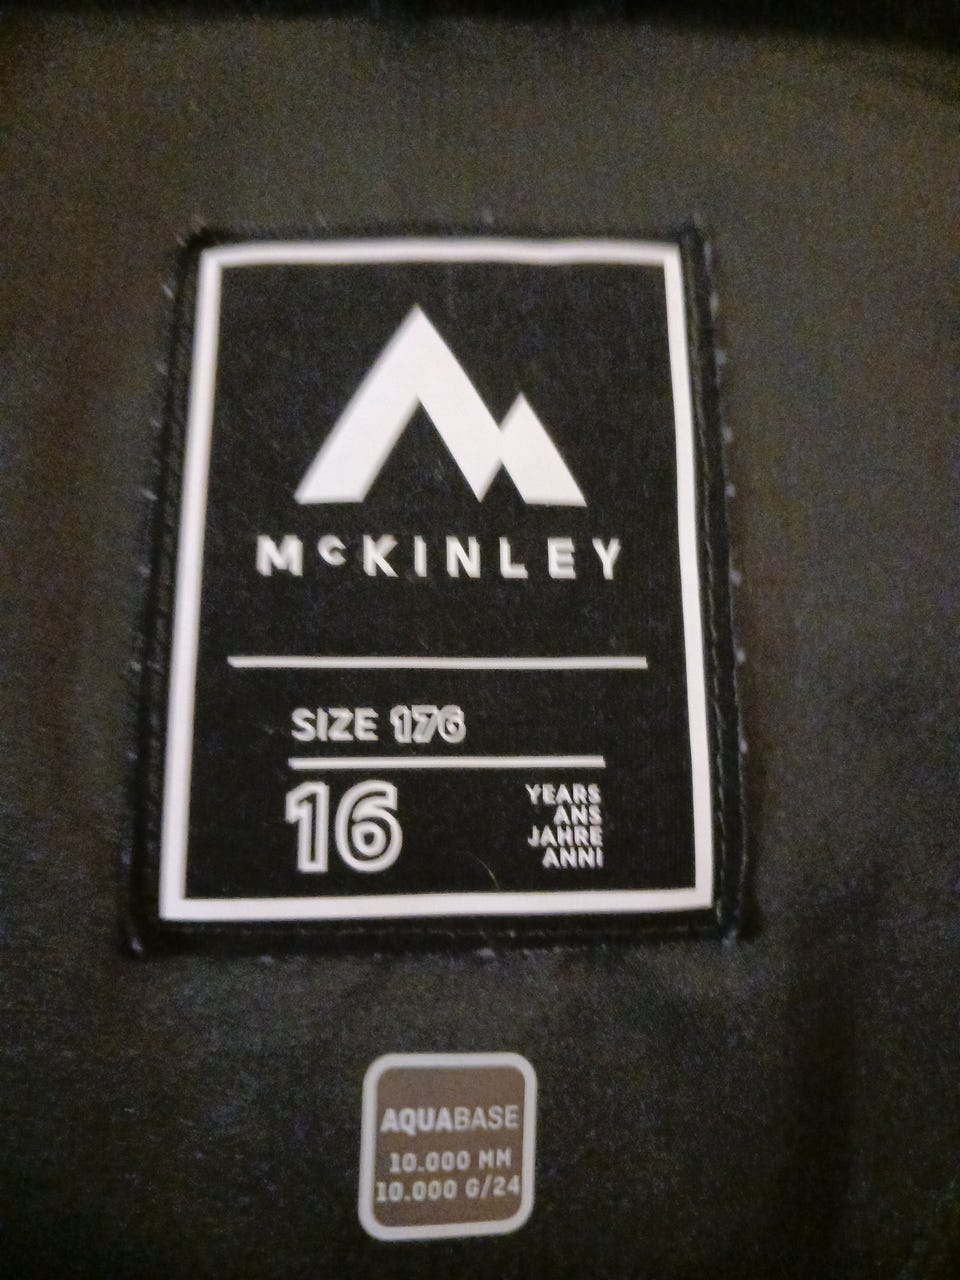 McKINLEY
SIZE 176
16
YEARS
ANS
JAHRE
ANNI
AQUABASE
10.000 MM
10.000 G/24